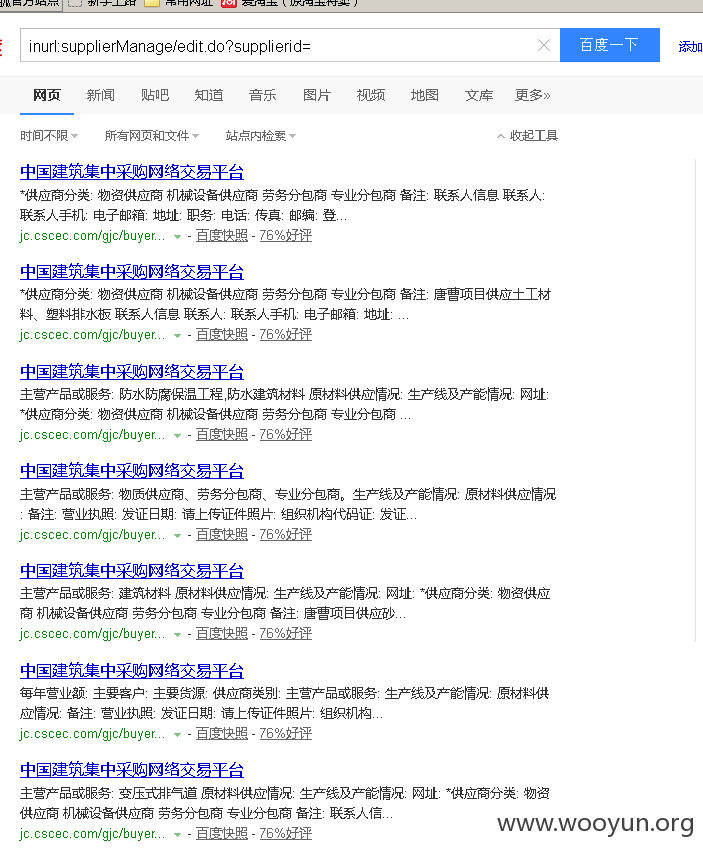 inurl:supplierManage/edit.do?supplierid=
百度一下
添加
网页 新闻 贴吧 知道 音乐 图片 视频 地图 文库 更多»
时间不限 所有网页和文件 站点内检索 收起工具
中国建筑集中采购网络交易平台
*供应商分类: 物资供应商 机械设备供应商 劳务分包商 专业分包商 备注: 联系人信息 联系人:
联系人手机: 电子邮箱: 地址: 职务: 电话: 传真: 邮编: 登...
jc.cscec.com/gjc/buyer... - 百度快照 - 76%好评
中国建筑集中采购网络交易平台
*供应商分类: 物资供应商 机械设备供应商 劳务分包商 专业分包商 备注: 唐曹项目供应土工材
料、塑料排水板 联系人信息 联系人: 联系人手机: 电子邮箱: 地址: ...
jc.cscec.com/gjc/buyer... - 百度快照 - 76%好评
中国建筑集中采购网络交易平台
主营产品或服务: 防水防腐保温工程,防水建筑材料 原材料供应情况: 生产线及产能情况: 网址:
*供应商分类: 物资供应商 机械设备供应商 劳务分包商 专业分包商 ...
jc.cscec.com/gjc/buyer... - 百度快照 - 76%好评
中国建筑集中采购网络交易平台
主营产品或服务: 物质供应商、劳务分包商、专业分包商。生产线及产能情况: 原材料供应情况
: 备注: 营业执照: 发证日期: 请上传证件照片: 组织机构代码证: 发证...
jc.cscec.com/gjc/buyer... - 百度快照 - 76%好评
中国建筑集中采购网络交易平台
主营产品或服务: 建筑材料 原材料供应情况: 生产线及产能情况: 网址: *供应商分类: 物资供应
商 机械设备供应商 劳务分包商 专业分包商 备注: 唐曹项目供应砂...
jc.cscec.com/gjc/buyer... - 百度快照 - 76%好评
中国建筑集中采购网络交易平台
每年营业额: 主要客户: 主要货源: 供应商类别: 主营产品或服务: 生产线及产能情况: 原材料供
应情况: 备注: 营业执照: 发证日期: 请上传证件照片: 组织机构...
jc.cscec.com/gjc/buyer... - 百度快照 - 76%好评
中国建筑集中采购网络交易平台
主营产品或服务: 变压式排气道 原材料供应情况: 生产线及产能情况: 网址: *供应商分类: 物资
供应商 机械设备供应商 劳务分包商 专业分包商 备注: 联系人信...
jc.cscec.com/gjc/buyer... - 百度快照 - 76%好评
www.wooyun.org